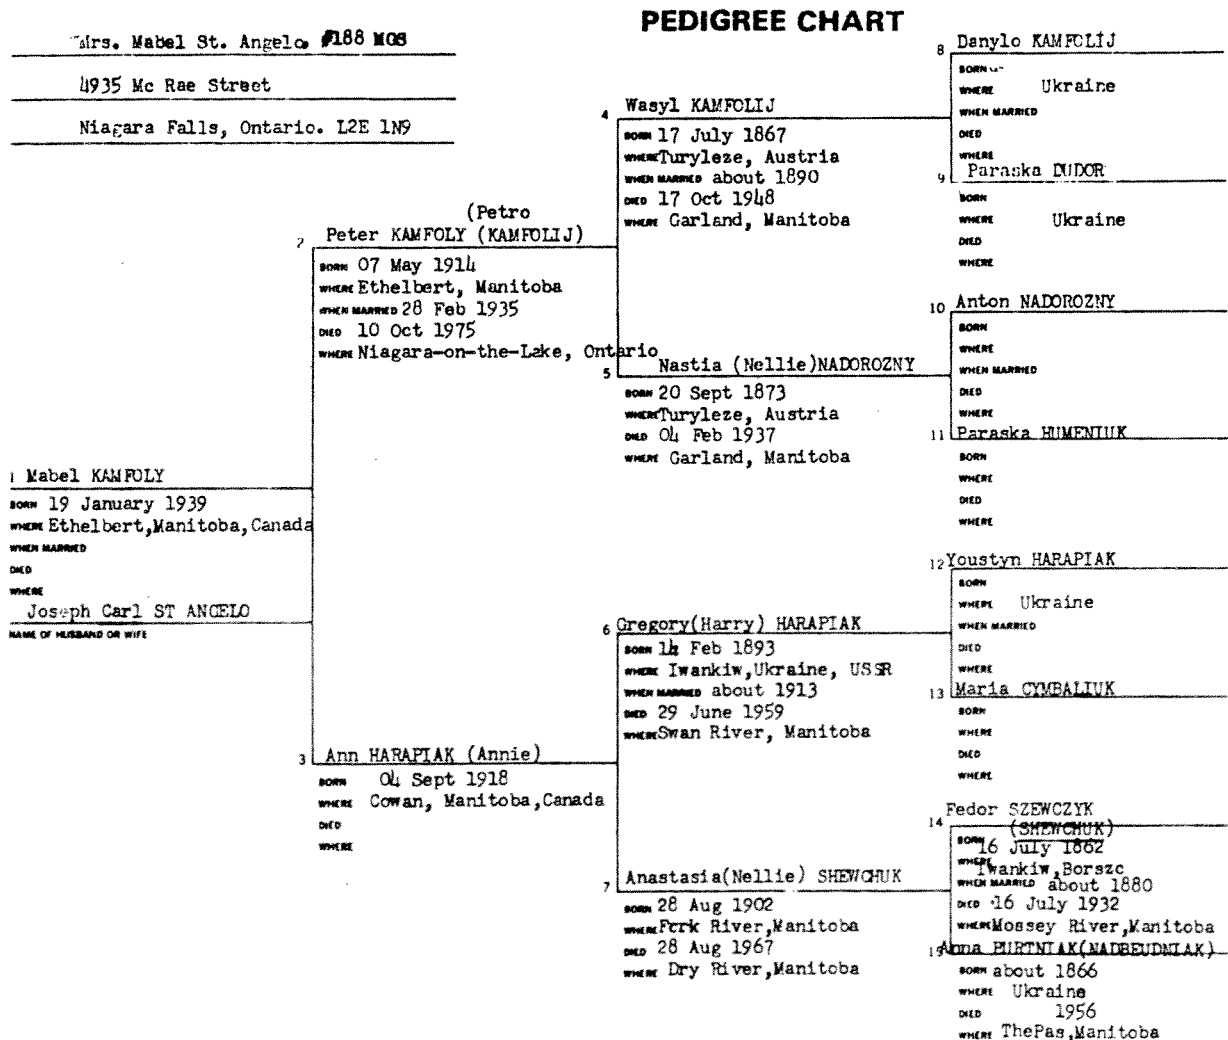 PEDIGREE CHART
Mrs. Mabel St. Angelo. #188 MOS
4935 Mc Rae Street
Niagara Falls, Ontario. L2E 1N9
1 Mabel KAMFOLY
BORN 19 January 1939
WHERE Ethelbert,Manitoba,Canada
WHEN MARRIED
DIED
WHERE
Joseph Carl ST ANGELO
NAME OF HUSBAND OR WIFE
(Petro
2 Peter KAMFOLY (KAMFOLIJ)
BORN 07 May 1914
WHERE Ethelbert, Manitoba
WHEN MARRIED 28 Feb 1935
DIED 10 Oct 1975
WHERE Niagara-on-the-Lake, Ontario
3 Ann HARAPIAK (Annie)
BORN 04 Sept 1918
WHERE Cowan, Manitoba,Canada
DIED
WHERE
4 Wasyl KAMFOLIJ
BORN 17 July 1867
WHERE Turyleze, Austria
WHEN MARRIED about 1890
DIED 17 Oct 1948
WHERE Garland, Manitoba
5 Nastia (Nellie)NADOROZNY
BORN 20 Sept 1873
WHERE Turyleze, Austria
DIED 04 Feb 1937
WHERE Garland, Manitoba
6 Gregory(Harry) HARAPIAK
BORN 14 Feb 1893
WHERE Iwankiw,Ukraine, USSR
WHEN MARRIED about 1913
DIED 29 June 1959
WHERE Swan River, Manitoba
7 Anastasia(Nellie) SHEWCHUK
BORN 28 Aug 1902
WHERE Fork River,Manitoba
DIED 28 Aug 1967
WHERE Dry River,Manitoba
8 Danylo KAMFOLIJ
BORN
WHERE Ukraine
WHEN MARRIED
DIED
WHERE
9 Paraska DUDOR
BORN
WHERE Ukraine
DIED
WHERE
10 Anton NADOROZNY
BORN
WHERE
WHEN MARRIED
DIED
WHERE
11 Paraska HUMENIUK
BORN
WHERE
DIED
WHERE
12 Youstyn HARAPIAK
BORN
WHERE Ukraine
WHEN MARRIED
DIED
WHERE
13 Maria CYMBALIUK
BORN
WHERE
DIED
WHERE
14 Fedor SZEWCZYK
(SHEWCHUK)
BORN 16 July 1862
WHERE Iwankiw,Borszc
WHEN MARRIED about 1880
DIED 16 July 1932
WHERE Mossey River,Manitoba
15 Anna PURTNIAK(NADBEUDNIAK)
BORN about 1866
WHERE Ukraine
DIED 1956
WHERE ThePas,Manitoba